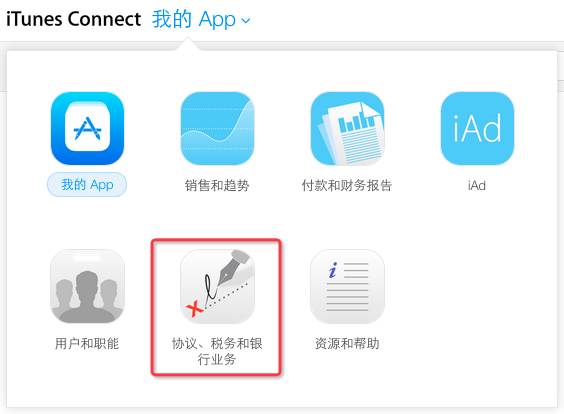 iTunes Connect 我的 App
iAd
我的 App
销售和趋势
付款和财务报告
iAd
用户和职能
协议、税务和银
行业务
资源和帮助